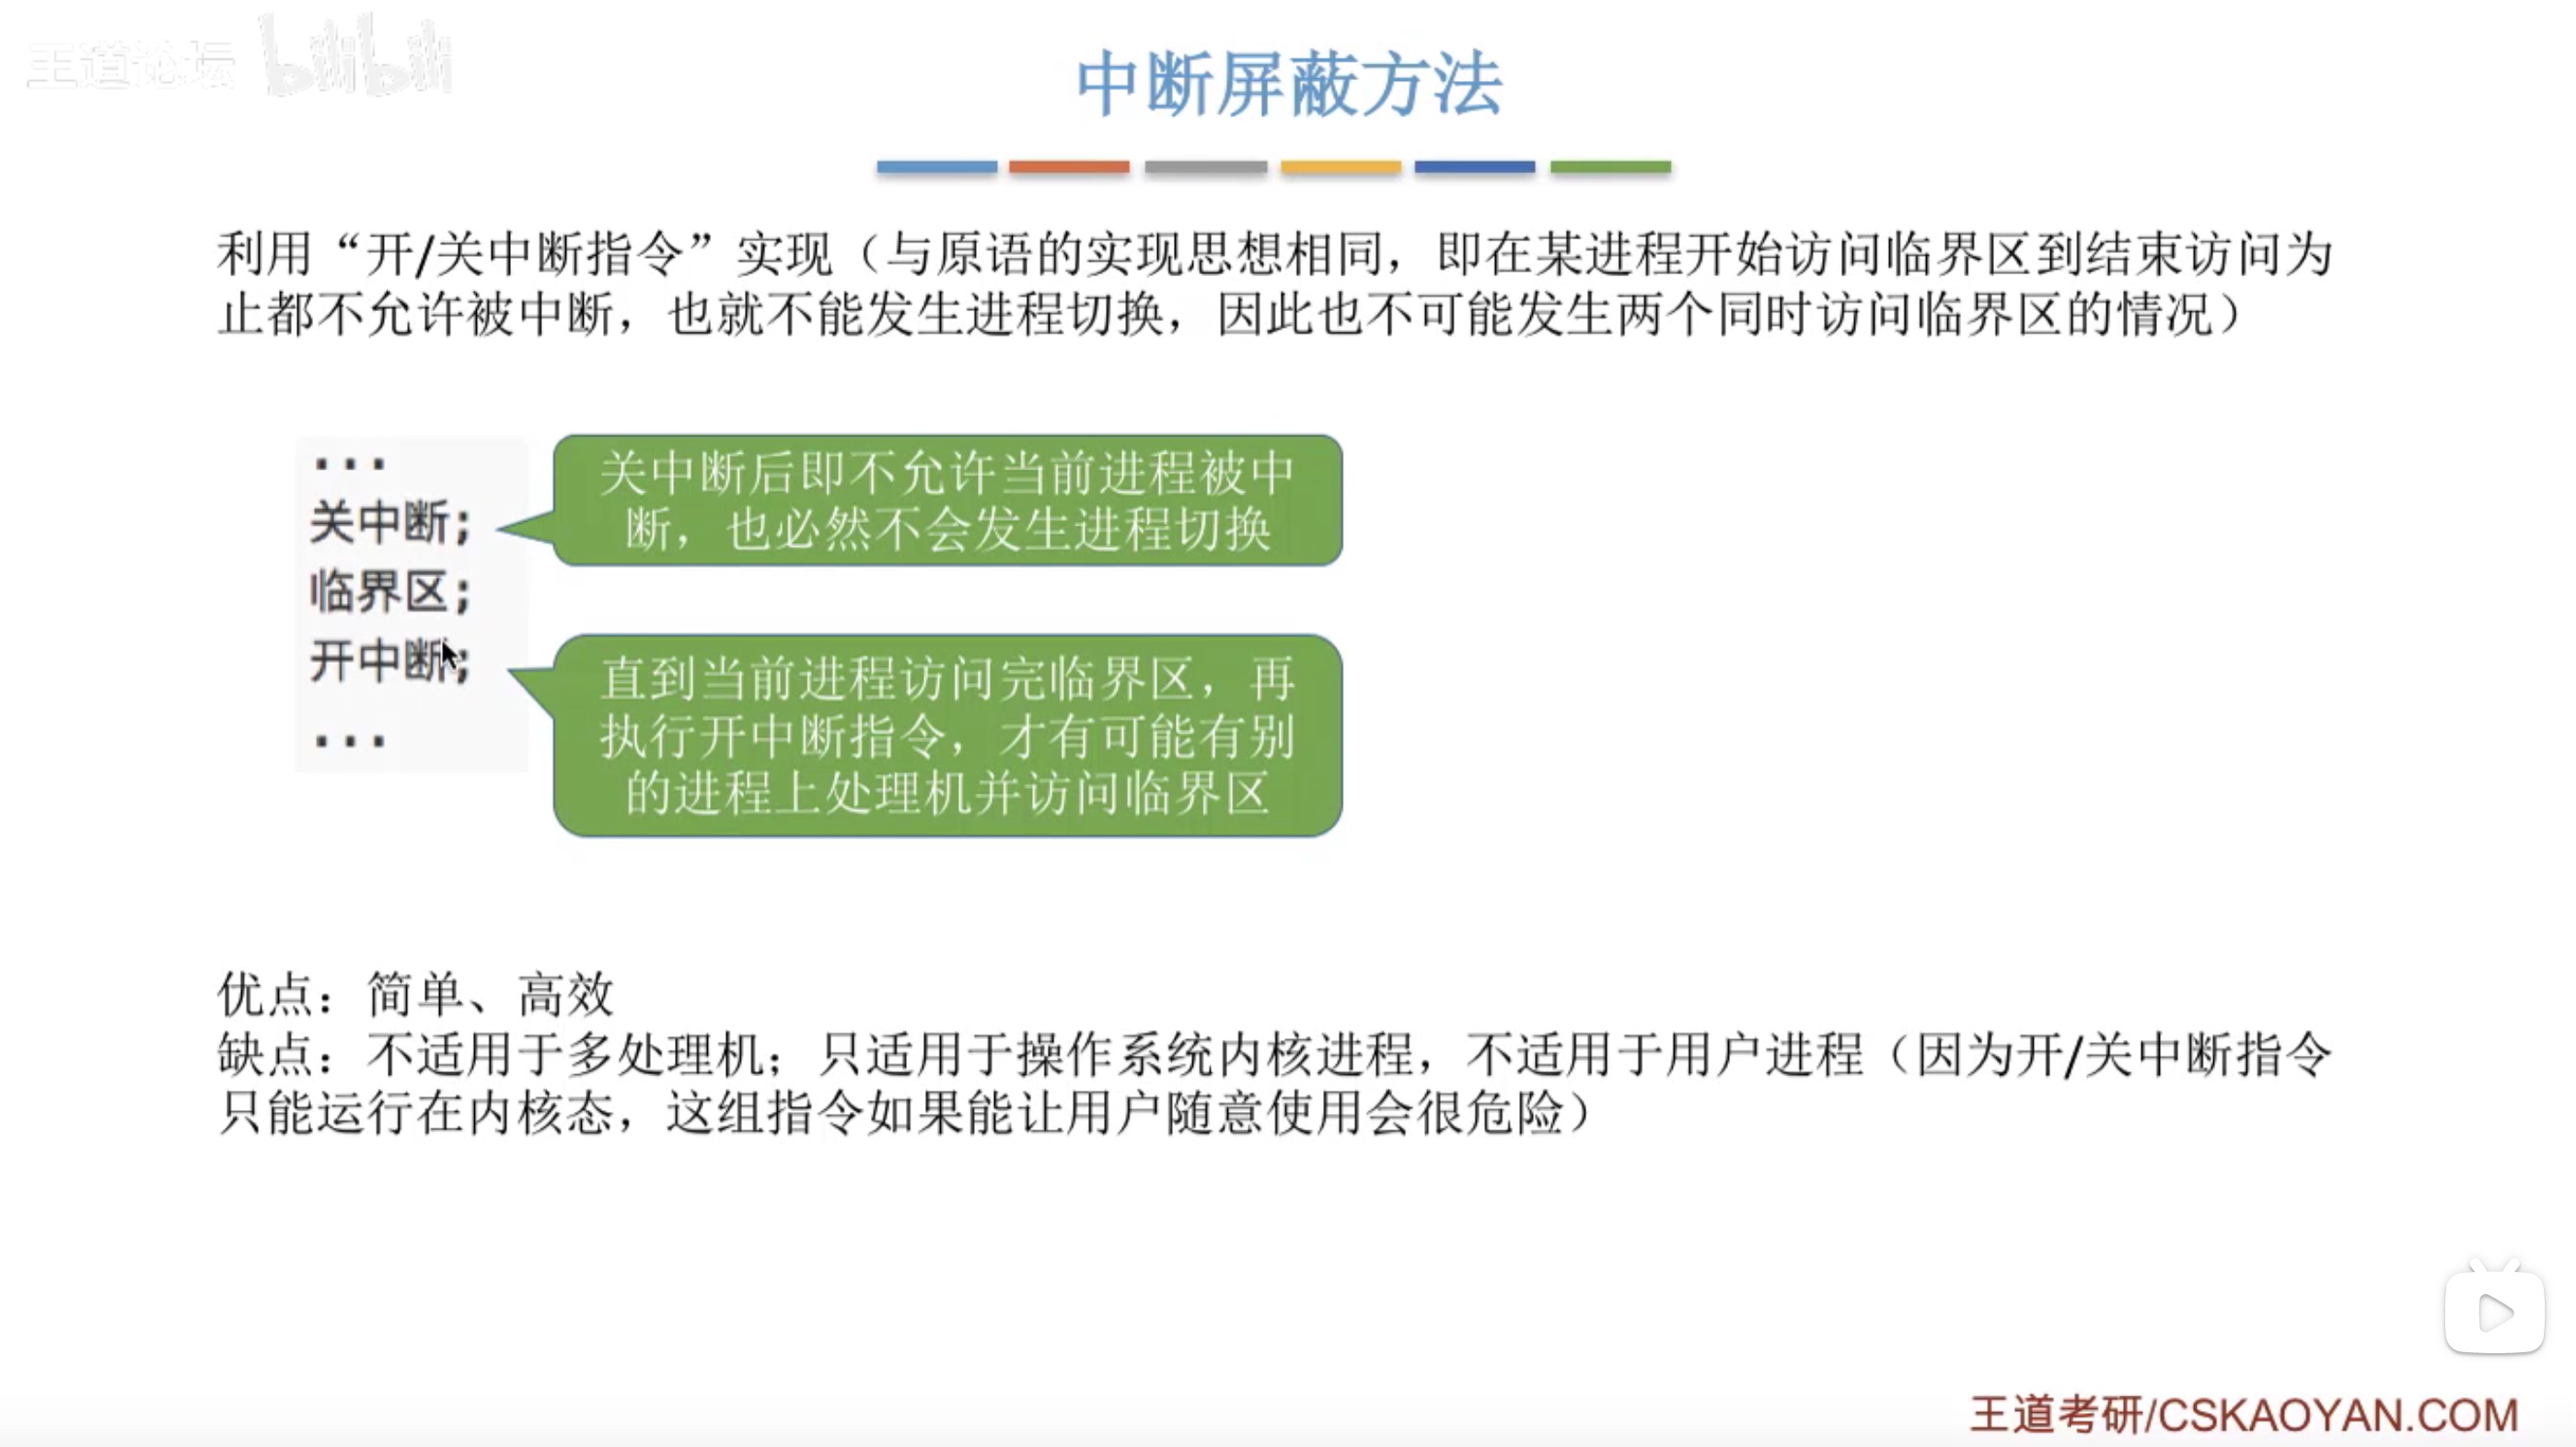 王道论坛 bilibili
中断屏蔽方法
利用“开/关中断指令”实现（与原语的实现思想相同，即在某进程开始访问临界区到结束访问为
止都不允许被中断，也就不能发生进程切换，因此也不可能发生两个同时访问临界区的情况）
...
关中断;
临界区;
开中断;
...
关中断后即不允许当前进程被中
断，也必然不会发生进程切换
直到当前进程访问完临界区，再
执行开中断指令，才有可能有别
的进程上处理机并访问临界区
优点：简单、高效
缺点：不适用于多处理机；只适用于操作系统内核进程，不适用于用户进程（因为开/关中断指令
只能运行在内核态，这组指令如果能让用户随意使用会很危险）
王道考研/CSKAOYAN.COM